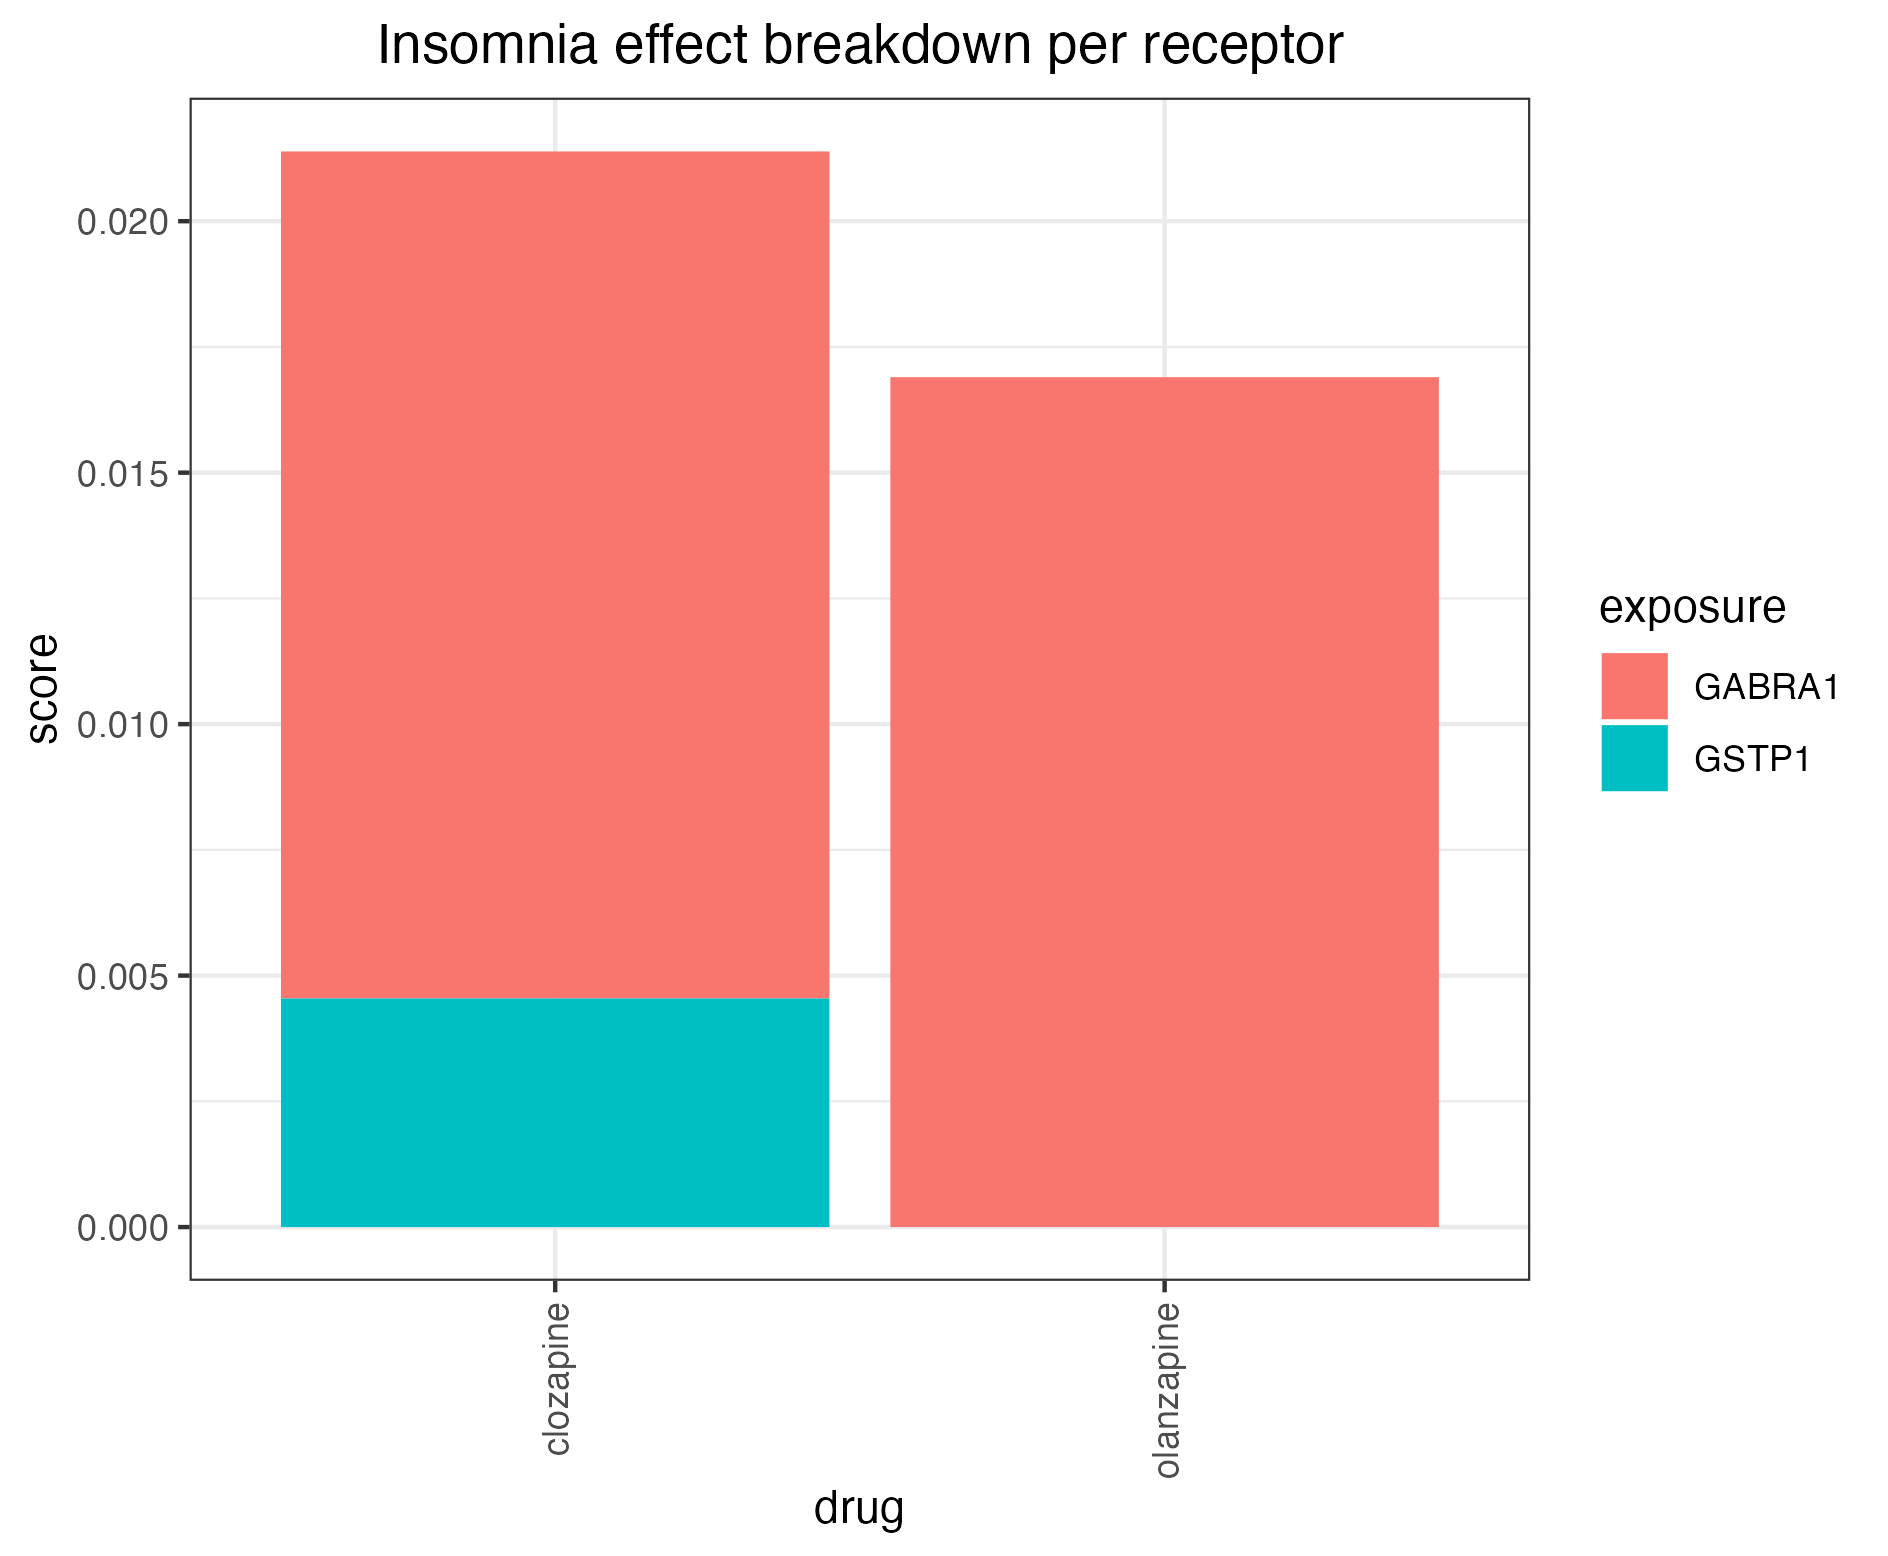 Insomnia effect breakdown per receptor
score
0.020
0.015
0.010
0.005
0.000
clozapine
olanzapine
drug
exposure
GABRA1
GSTP1